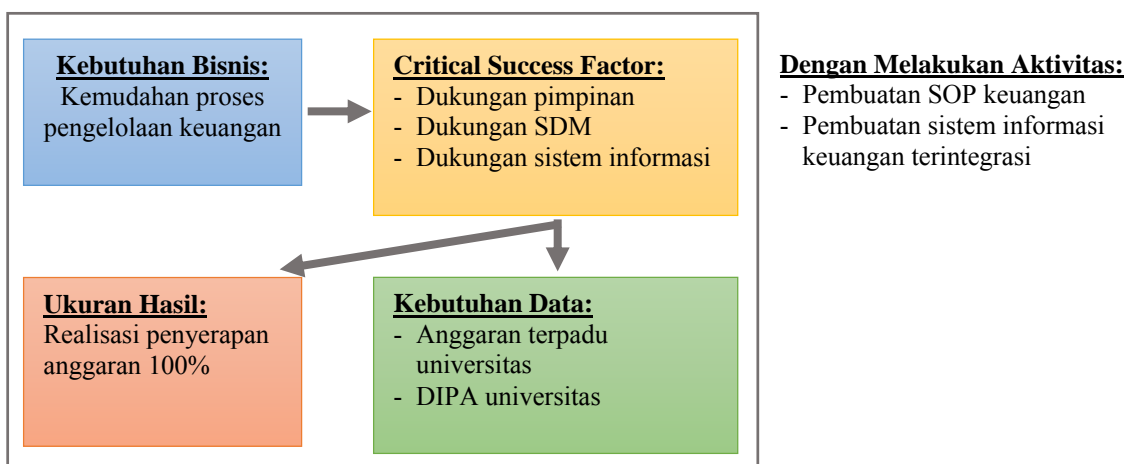 Kebutuhan Bisnis:
Kemudahan proses
pengelolaan keuangan
Critical Success Factor:
- Dukungan pimpinan
- Dukungan SDM
- Dukungan sistem informasi
Dengan Melakukan Aktivitas:
- Pembuatan SOP keuangan
- Pembuatan sistem informasi
keuangan terintegrasi
Ukuran Hasil:
Realisasi penyerapan
anggaran 100%
Kebutuhan Data:
- Anggaran terpadu
universitas
- DIPA universitas